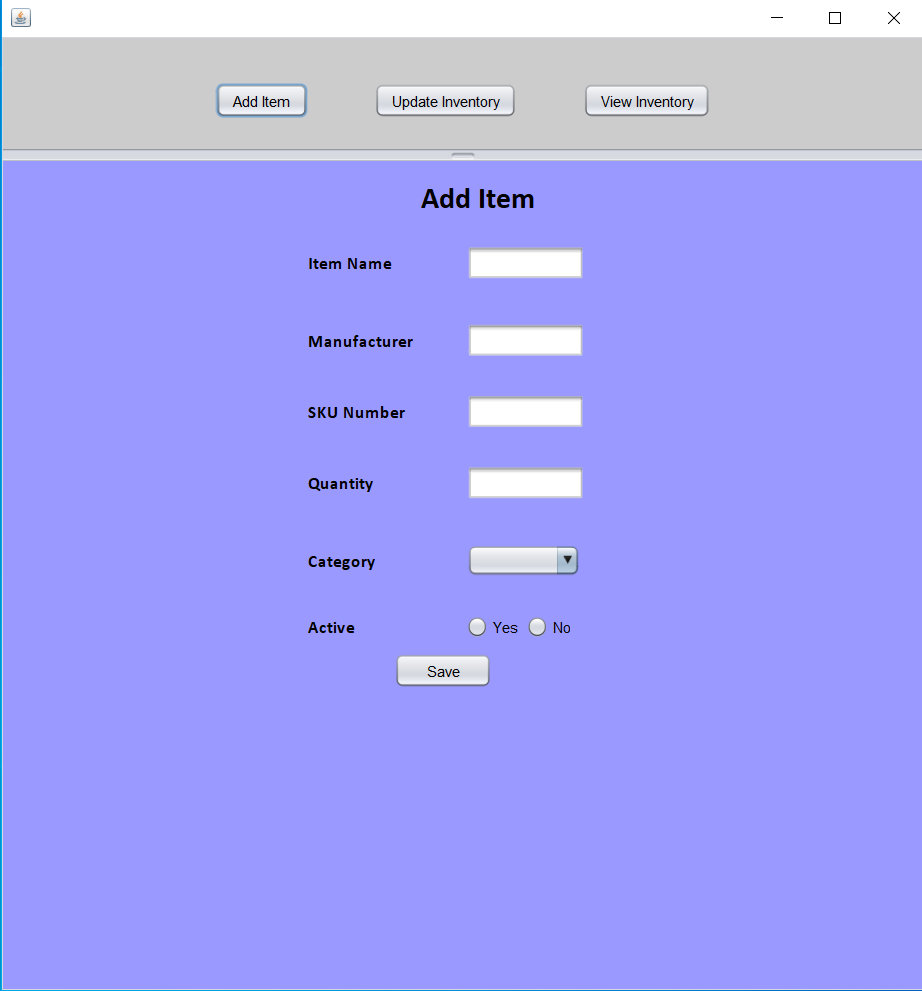 Add Item Update Inventory View Inventory
Add Item
Item Name
Manufacturer
SKU Number
Quantity
Category
Active Yes No
Save